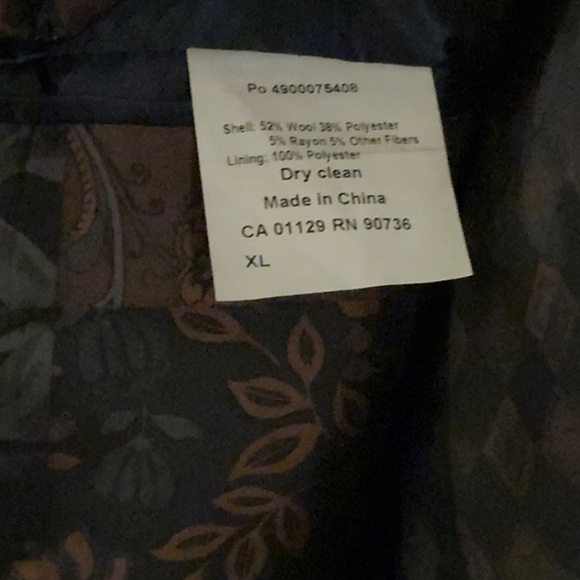 Po 4900075408
Shell: 52% Wool 38% Polyester
5% Rayon 5% Other Fibers
Lining: 100% Polyester
Dry clean
Made in China
CA 01129 RN 90736
XL